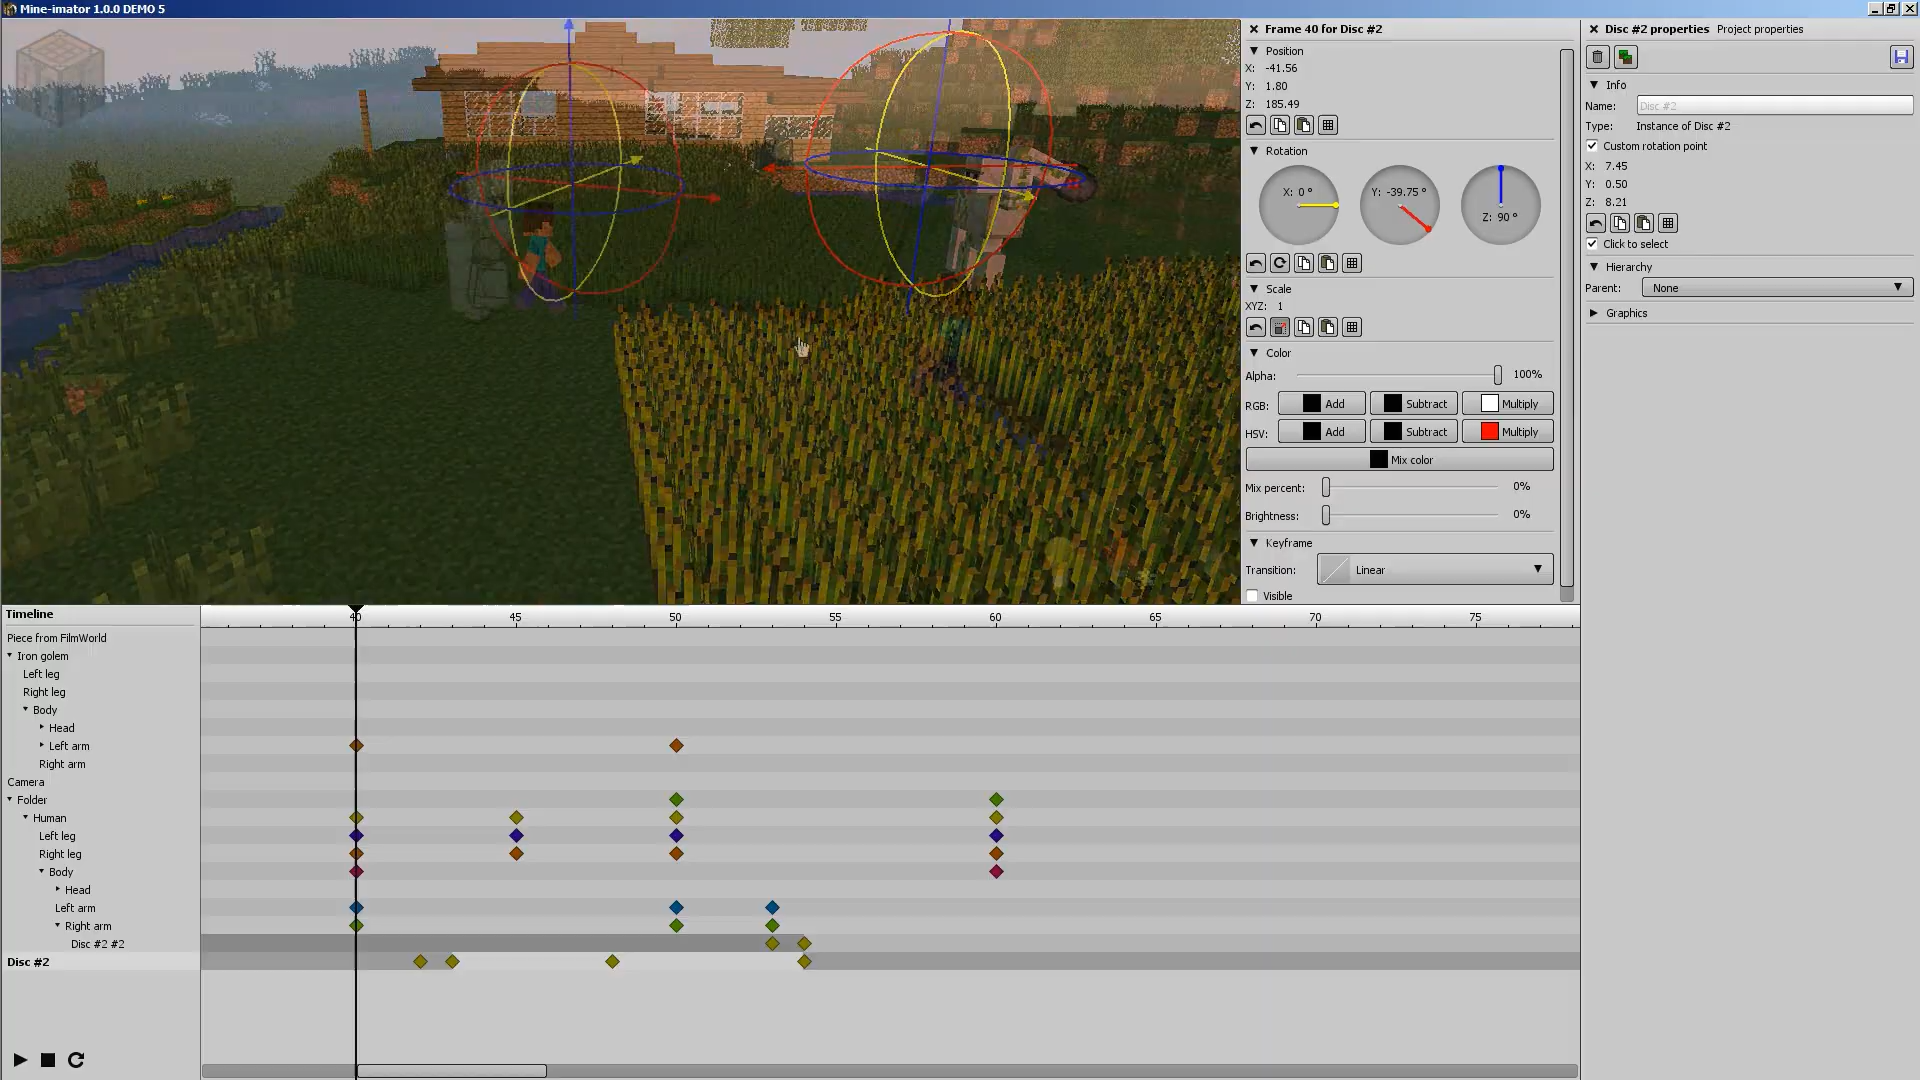 Mine-imator 1.0.0 DEMO 5
Frame 40 for Disc #2
Position
X: -41.56
Y: 1.80
Z: 185.49
Rotation
X: 0 °
Y: -39.75 °
Z: 90 °
Scale
XYZ: 1
Color
Alpha: 100%
RGB: Add Subtract Multiply
HSV: Add Subtract Multiply
Mix color
Mix percent: 0%
Brightness: 0%
Keyframe
Transition: Linear
Visible
Disc #2 properties Project properties
Info
Name: Disc #2
Type: Instance of Disc #2
Custom rotation point
X: 7.45
Y: 0.50
Z: 8.21
Click to select
Hierarchy
Parent: None
Graphics
Timeline
40 45 50 55 60 65 70 75
Piece from FilmWorld
Iron golem
Left leg
Right leg
Body
Head
Left arm
Right arm
Camera
Folder
Human
Left leg
Right leg
Body
Head
Left arm
Right arm
Disc #2 #2
Disc #2